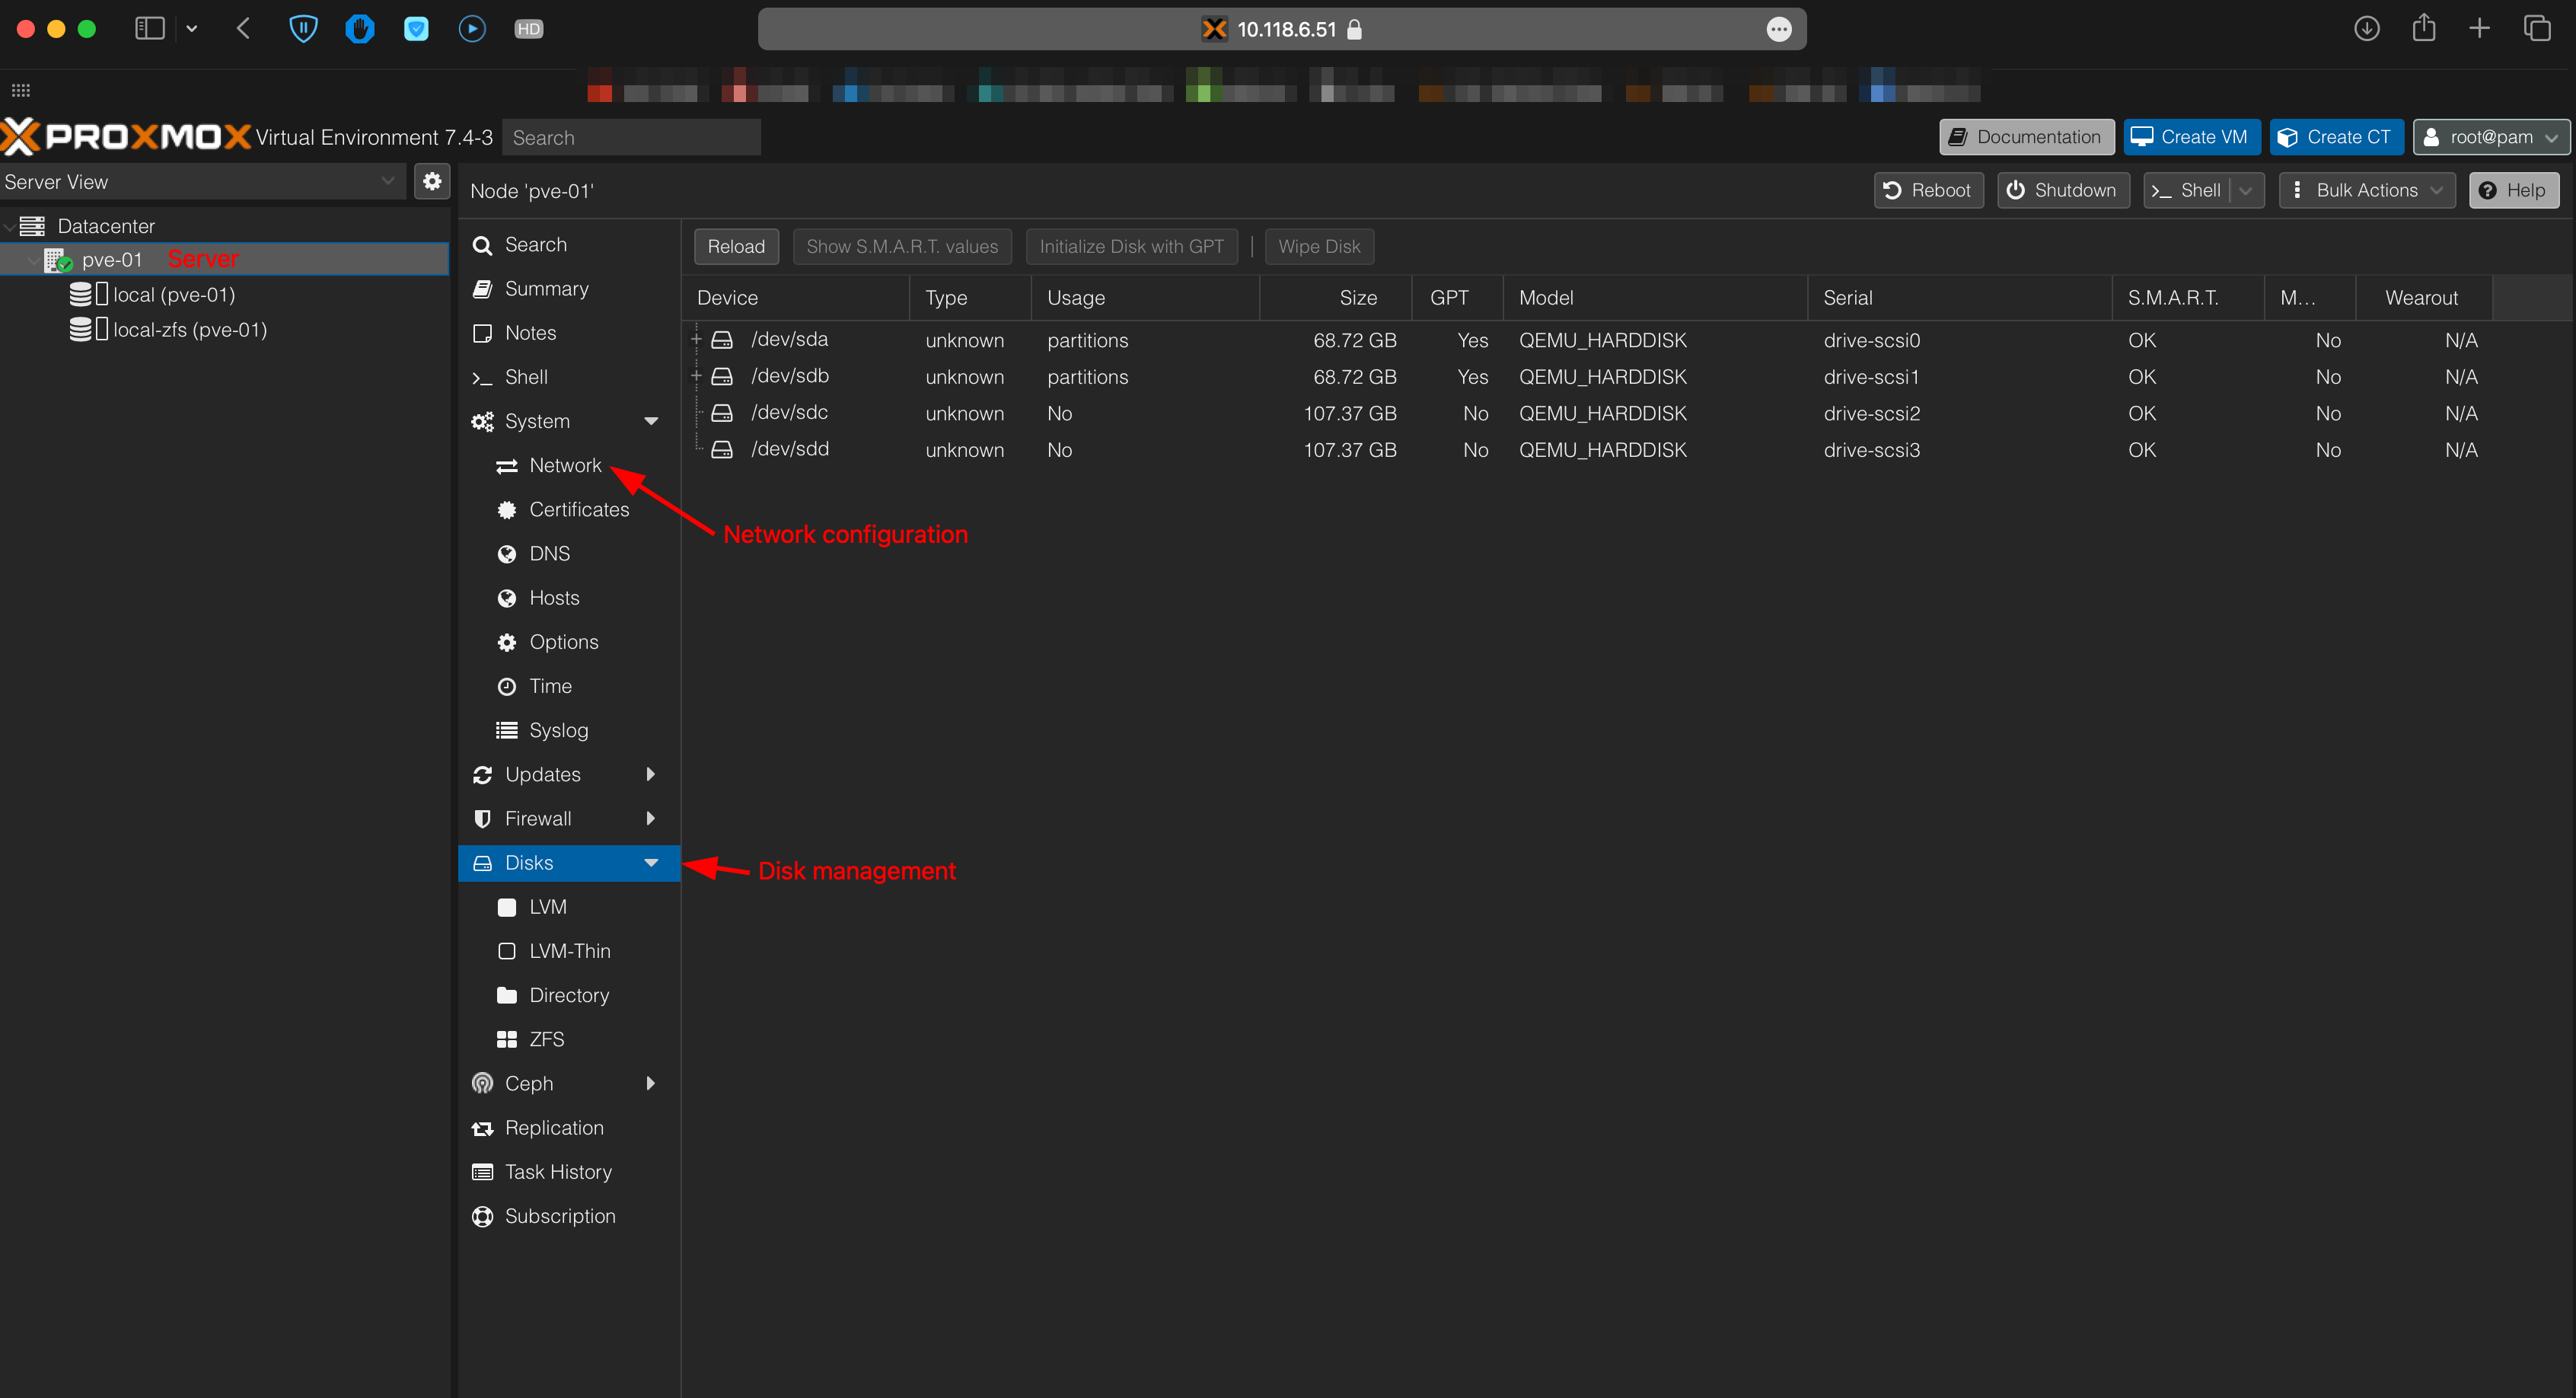 HD
10.118.6.51
PROXMOX Virtual Environment 7.4-3 Search Documentation Create VM Create CT root@pam
Server View
Node 'pve-01' Reboot Shutdown >_ Shell Bulk Actions Help
Datacenter
pve-01 Server
local (pve-01)
local-zfs (pve-01)
Search
Summary
Notes
>_ Shell
System
Network
Certificates
DNS
Hosts
Options
Time
Syslog
Updates
Firewall
Disks
LVM
LVM-Thin
Directory
ZFS
Ceph
Replication
Task History
Subscription
Reload Show S.M.A.R.T. values Initialize Disk with GPT Wipe Disk
Device Type Usage Size GPT Model Serial S.M.A.R.T. M... Wearout
/dev/sda unknown partitions 68.72 GB Yes QEMU_HARDDISK drive-scsi0 OK No N/A
/dev/sdb unknown partitions 68.72 GB Yes QEMU_HARDDISK drive-scsi1 OK No N/A
/dev/sdc unknown No 107.37 GB No QEMU_HARDDISK drive-scsi2 OK No N/A
/dev/sdd unknown No 107.37 GB No QEMU_HARDDISK drive-scsi3 OK No N/A
Network configuration
Disk management